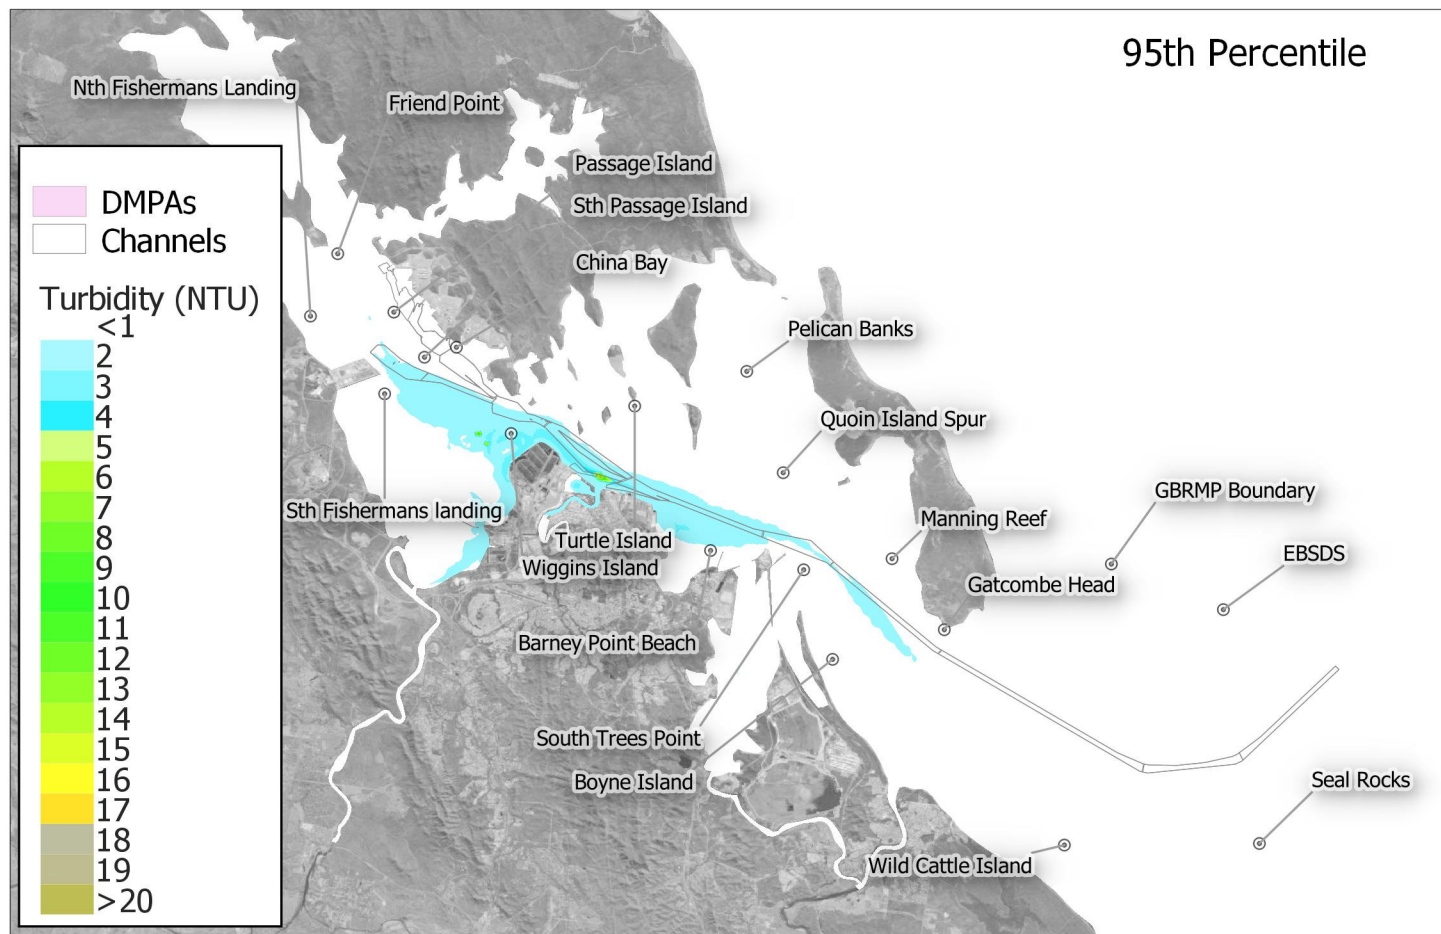 95th Percentile
Nth Fishermans Landing
Friend Point
Passage Island
Sth Passage Island
China Bay
Pelican Banks
Quoin Island Spur
GBRMP Boundary
Manning Reef
EBSDS
Gatcombe Head
Sth Fishermans landing
Turtle Island
Wiggins Island
Barney Point Beach
South Trees Point
Boyne Island
Seal Rocks
Wild Cattle Island
DMPAs
Channels
Turbidity (NTU)
<1
2
3
4
5
6
7
8
9
10
11
12
13
14
15
16
17
18
19
>20